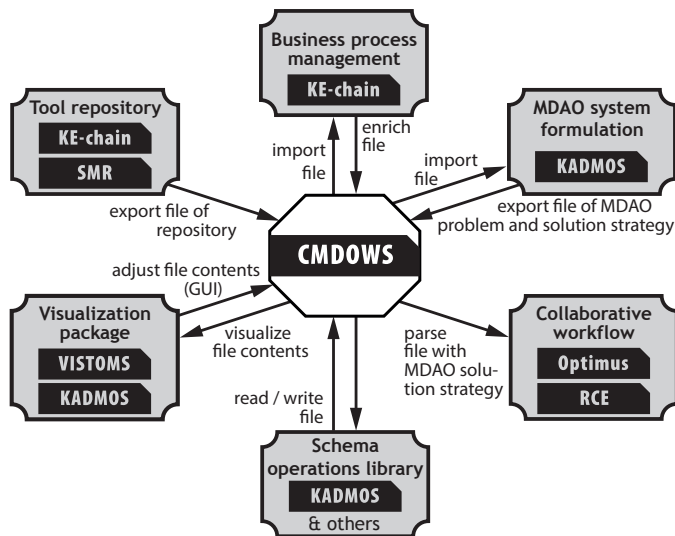 Business process
management
KE-chain
Tool repository
KE-chain
SMR
MDAO system
formulation
KADMOS
import
file
enrich
file
import
file
export file of
repository
export file of MDAO
problem and solution strategy
CMDOWS
adjust file contents
(GUI)
Visualization
package
VISTOMS
KADMOS
visualize
file contents
parse
file with
MDAO solu-
tion strategy
Collaborative
workflow
Optimus
RCE
read / write
file
Schema
operations library
KADMOS
& others